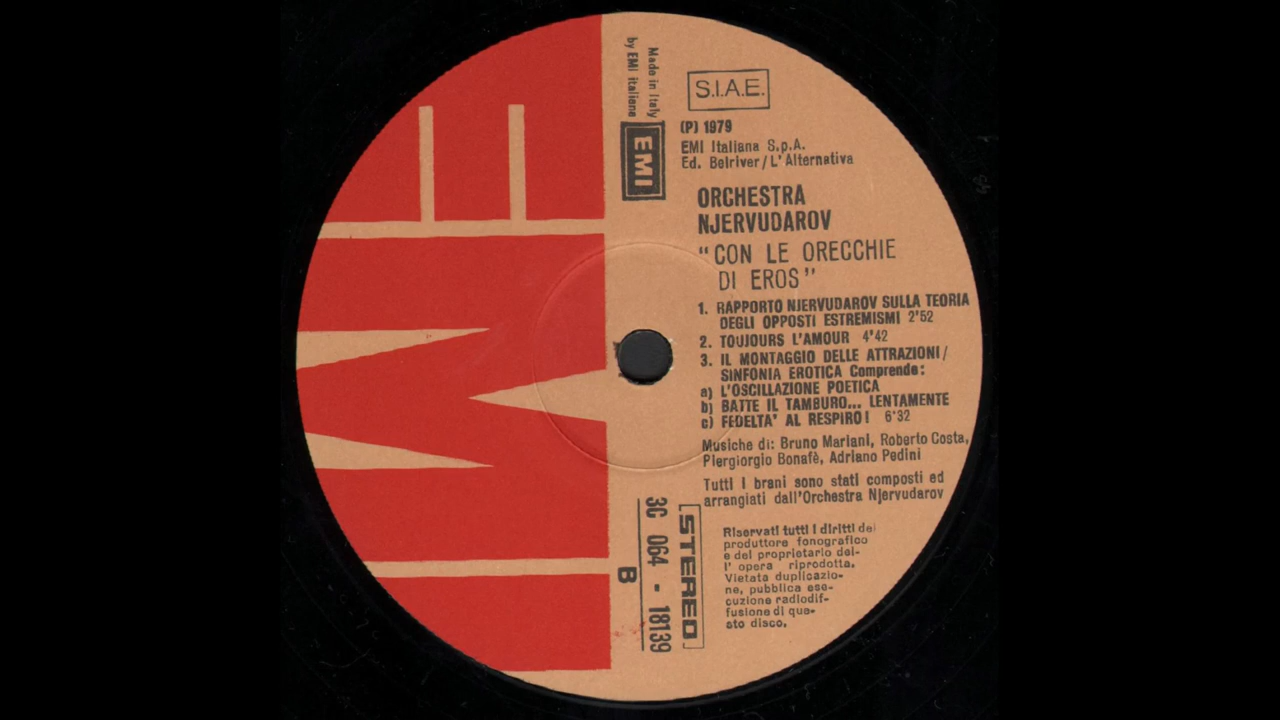 Made in Italy
by EMI italiana
EMI
S.I.A.E.
(P) 1979
EMI Italiana S.p.A.
Ed. Belriver/L'Alternativa
ORCHESTRA
NJERVUDAROV
"CON LE ORECCHIE
DI EROS"
1. RAPPORTO NJERVUDAROV SULLA TEORIA
DEGLI OPPOSTI ESTREMISMI 2'52
2. TOUJOURS L'AMOUR 4'42
3. IL MONTAGGIO DELLE ATTRAZIONI/
SINFONIA EROTICA Comprende:
a) L'OSCILLAZIONE POETICA
b) BATTE IL TAMBURO... LENTAMENTE
c) FEDELTA' AL RESPIRO! 6'32
Musiche di: Bruno Mariani, Roberto Costa,
Piergiorgio Bonafè, Adriano Pedini
Tutti i brani sono stati composti ed
arrangiati dall'Orchestra Njervudarov
STEREO
3C 064 - 18139
B
Riservati tutti i diritti del
produttore fonografico
e del proprietario del-
l' opera riprodotta.
Vietata duplicazio-
ne, pubblica ese-
cuzione radiodif-
fusione di que-
sto disco.
EMI